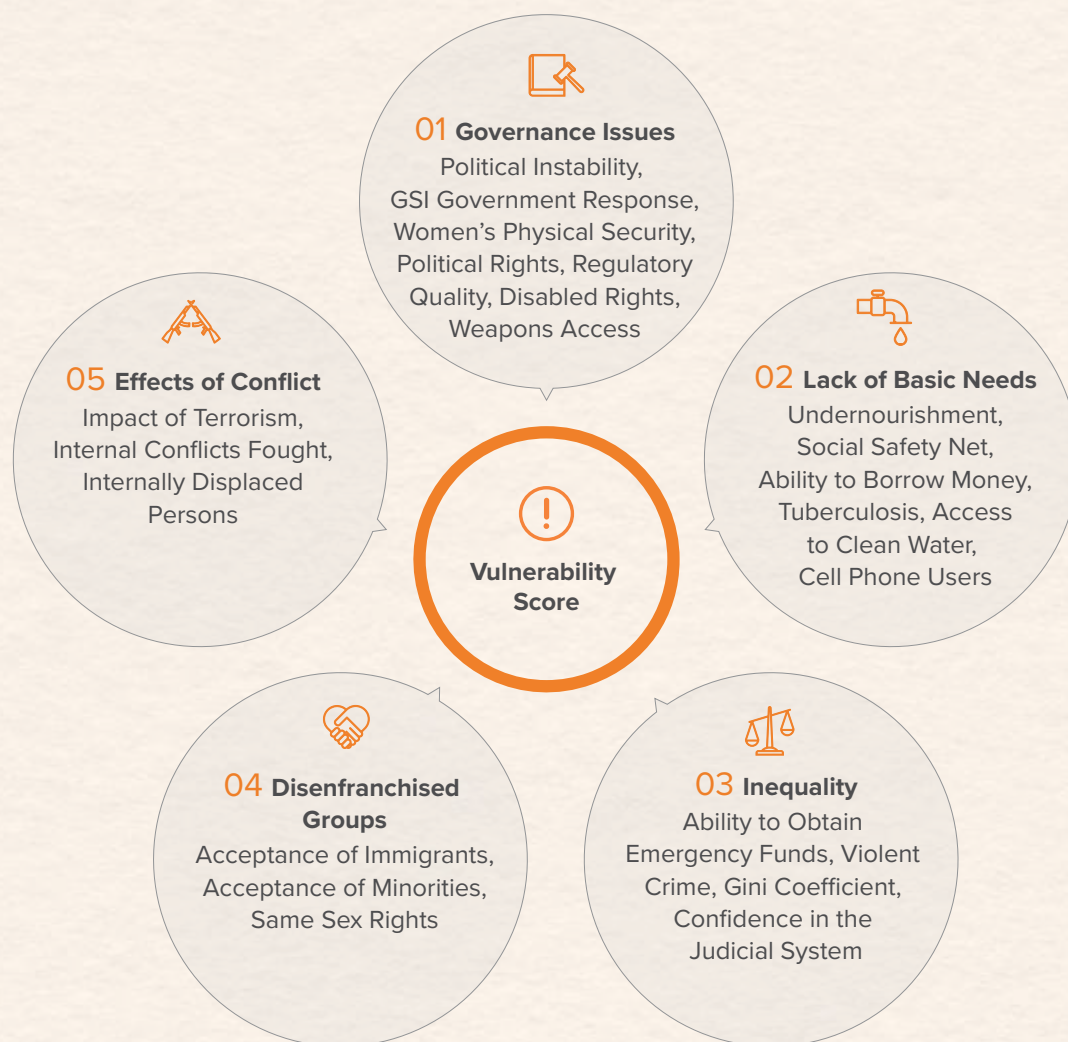 01 Governance Issues
Political Instability,
GSI Government Response,
Women’s Physical Security,
Political Rights, Regulatory
Quality, Disabled Rights,
Weapons Access
02 Lack of Basic Needs
Undernourishment,
Social Safety Net,
Ability to Borrow Money,
Tuberculosis, Access
to Clean Water,
Cell Phone Users
03 Inequality
Ability to Obtain
Emergency Funds, Violent
Crime, Gini Coefficient,
Confidence in the
Judicial System
04 Disenfranchised
Groups
Acceptance of Immigrants,
Acceptance of Minorities,
Same Sex Rights
05 Effects of Conflict
Impact of Terrorism,
Internal Conflicts Fought,
Internally Displaced
Persons
Vulnerability
Score